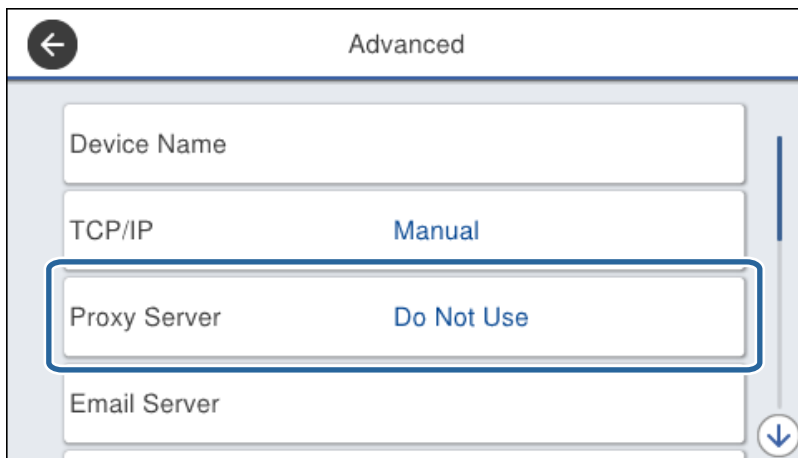 Advanced
Device Name
TCP/IP Manual
Proxy Server Do Not Use
Email Server